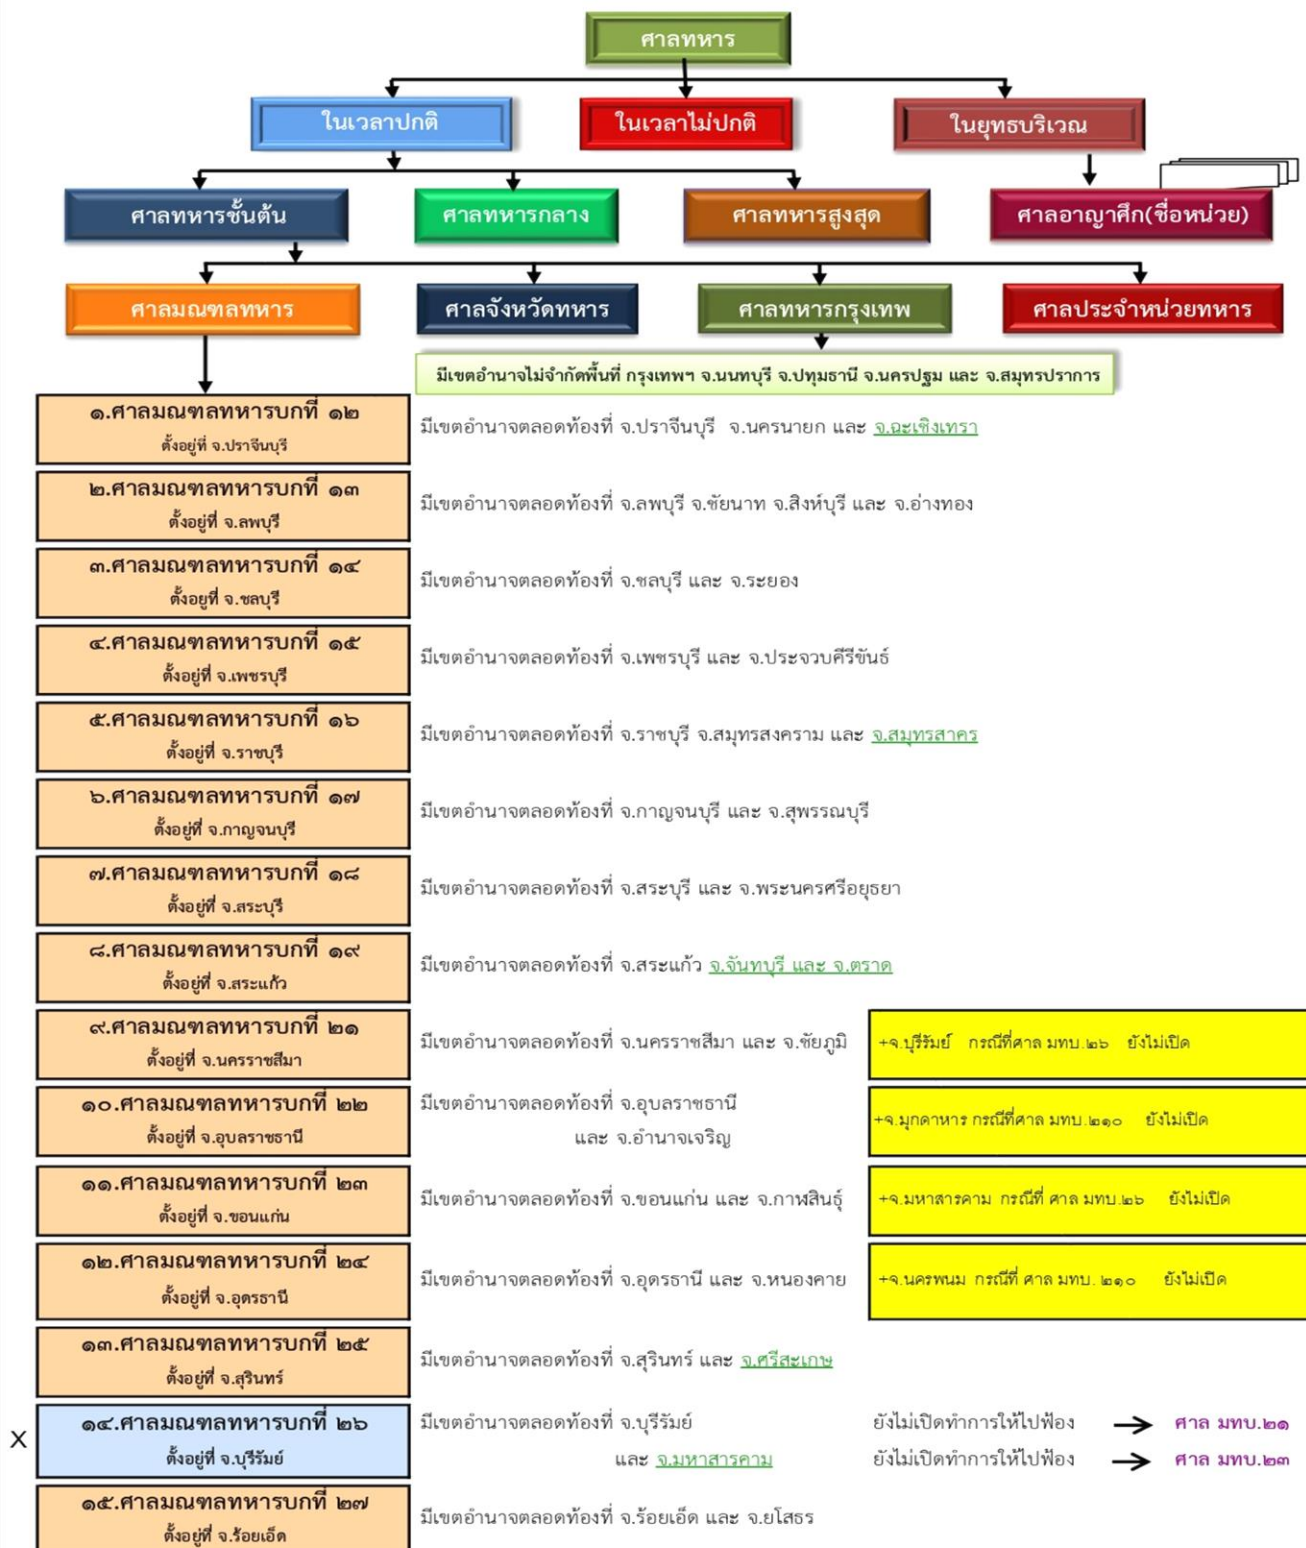 ศาลทหาร
ในเวลาปกติ
ในเวลาไม่ปกติ
ในยุทธบริเวณ
ศาลทหารชั้นต้น
ศาลทหารกลาง
ศาลทหารสูงสุด
ศาลอาญาศึก(ชื่อหน่วย)
ศาลมณฑลทหาร
ศาลจังหวัดทหาร
ศาลทหารกรุงเทพ
ศาลประจำหน่วยทหาร
มีเขตอำนาจไม่จำกัดพื้นที่ กรุงเทพฯ จ.นนทบุรี จ.ปทุมธานี จ.นครปฐม และ จ.สมุทรปราการ
๑.ศาลมณฑลทหารบกที่ ๑๒
ตั้งอยู่ที่ จ.ปราจีนบุรี
มีเขตอำนาจตลอดท้องที่ จ.ปราจีนบุรี จ.นครนายก และ จ.ฉะเชิงเทรา
๒.ศาลมณฑลทหารบกที่ ๑๓
ตั้งอยู่ที่ จ.ลพบุรี
มีเขตอำนาจตลอดท้องที่ จ.ลพบุรี จ.ชัยนาท จ.สิงห์บุรี และ จ.อ่างทอง
๓.ศาลมณฑลทหารบกที่ ๑๔
ตั้งอยู่ที่ จ.ชลบุรี
มีเขตอำนาจตลอดท้องที่ จ.ชลบุรี และ จ.ระยอง
๔.ศาลมณฑลทหารบกที่ ๑๕
ตั้งอยู่ที่ จ.เพชรบุรี
มีเขตอำนาจตลอดท้องที่ จ.เพชรบุรี และ จ.ประจวบคีรีขันธ์
๕.ศาลมณฑลทหารบกที่ ๑๖
ตั้งอยู่ที่ จ.ราชบุรี
มีเขตอำนาจตลอดท้องที่ จ.ราชบุรี จ.สมุทรสงคราม และ จ.สมุทรสาคร
๖.ศาลมณฑลทหารบกที่ ๑๗
ตั้งอยู่ที่ จ.กาญจนบุรี
มีเขตอำนาจตลอดท้องที่ จ.กาญจนบุรี และ จ.สุพรรณบุรี
๗.ศาลมณฑลทหารบกที่ ๑๘
ตั้งอยู่ที่ จ.สระบุรี
มีเขตอำนาจตลอดท้องที่ จ.สระบุรี และ จ.พระนครศรีอยุธยา
๘.ศาลมณฑลทหารบกที่ ๑๙
ตั้งอยู่ที่ จ.สระแก้ว
มีเขตอำนาจตลอดท้องที่ จ.สระแก้ว จ.จันทบุรี และ จ.ตราด
๙.ศาลมณฑลทหารบกที่ ๒๑
ตั้งอยู่ที่ จ.นครราชสีมา
มีเขตอำนาจตลอดท้องที่ จ.นครราชสีมา และ จ.ชัยภูมิ
+จ.บุรีรัมย์ กรณีที่ศาล มทบ.๒๖ ยังไม่เปิด
๑๐.ศาลมณฑลทหารบกที่ ๒๒
ตั้งอยู่ที่ จ.อุบลราชธานี
มีเขตอำนาจตลอดท้องที่ จ.อุบลราชธานี
และ จ.อำนาจเจริญ
+จ.มุกดาหาร กรณีที่ศาล มทบ.๒๑๐ ยังไม่เปิด
๑๑.ศาลมณฑลทหารบกที่ ๒๓
ตั้งอยู่ที่ จ.ขอนแก่น
มีเขตอำนาจตลอดท้องที่ จ.ขอนแก่น และ จ.กาฬสินธุ์
+จ.มหาสารคาม กรณีที่ ศาล มทบ.๒๖ ยังไม่เปิด
๑๒.ศาลมณฑลทหารบกที่ ๒๔
ตั้งอยู่ที่ จ.อุดรธานี
มีเขตอำนาจตลอดท้องที่ จ.อุดรธานี และ จ.หนองคาย
+จ.นครพนม กรณีที่ ศาล มทบ. ๒๑๐ ยังไม่เปิด
๑๓.ศาลมณฑลทหารบกที่ ๒๕
ตั้งอยู่ที่ จ.สุรินทร์
มีเขตอำนาจตลอดท้องที่ จ.สุรินทร์ และ จ.ศรีสะเกษ
X
๑๔.ศาลมณฑลทหารบกที่ ๒๖
ตั้งอยู่ที่ จ.บุรีรัมย์
มีเขตอำนาจตลอดท้องที่ จ.บุรีรัมย์ ยังไม่เปิดทำการให้ไปฟ้อง → ศาล มทบ.๒๑
และ จ.มหาสารคาม ยังไม่เปิดทำการให้ไปฟ้อง → ศาล มทบ.๒๓
๑๕.ศาลมณฑลทหารบกที่ ๒๗
ตั้งอยู่ที่ จ.ร้อยเอ็ด
มีเขตอำนาจตลอดท้องที่ จ.ร้อยเอ็ด และ จ.ยโสธร